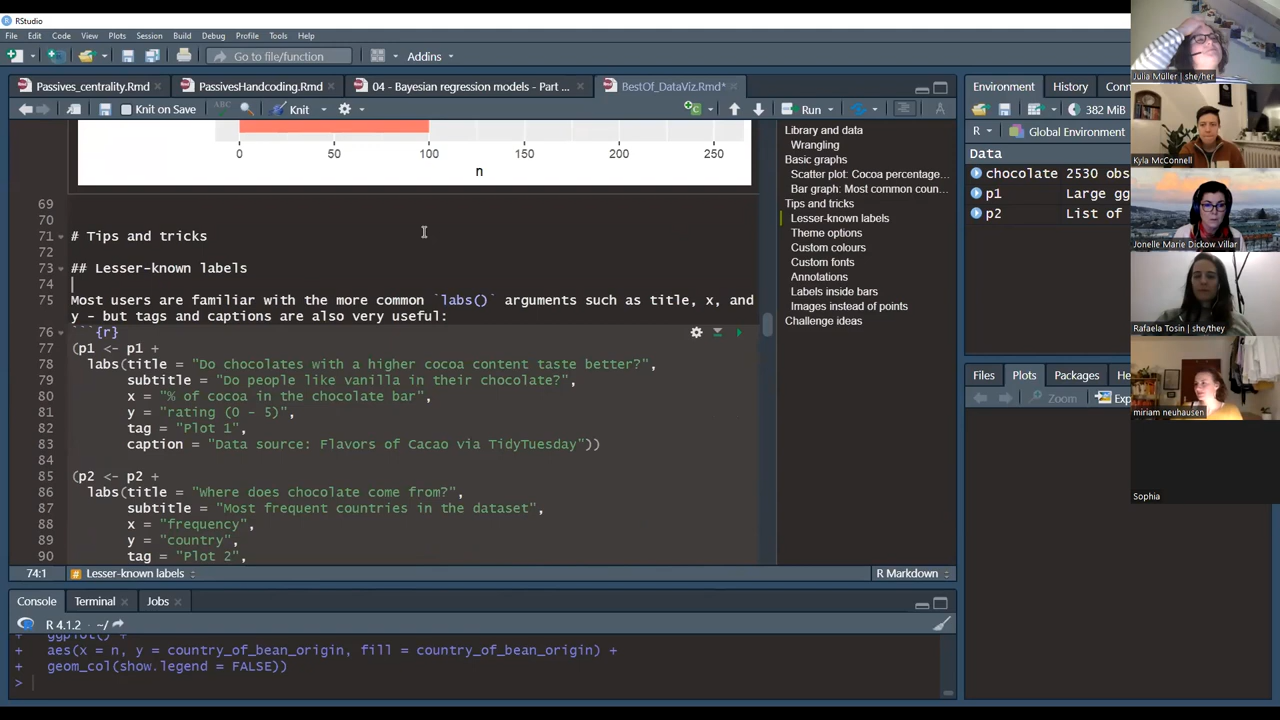 RStudio
File Edit Code View Plots Session Build Debug Profile Tools Help
Go to file/function
Addins
Passives_centrality.Rmd
PassivesHandcoding.Rmd
04 - Bayesian regression models - Part ...
BestOf_DataViz.Rmd*
Knit on Save
ABC
Knit
Run
0 50 100 150 200 250
n
69
70
71 # Tips and tricks
72
73 ## Lesser-known labels
74
75 Most users are familiar with the more common `labs()` arguments such as title, x, and
y - but tags and captions are also very useful:
76 ```{r}
77 (p1 <- p1 +
78 labs(title = "Do chocolates with a higher cocoa content taste better?",
79 subtitle = "Do people like vanilla in their chocolate?",
80 x = "% of cocoa in the chocolate bar",
81 y = "rating (0 - 5)",
82 tag = "Plot 1",
83 caption = "Data source: Flavors of Cacao via TidyTuesday"))
84
85 (p2 <- p2 +
86 labs(title = "Where does chocolate come from?",
87 subtitle = "Most frequent countries in the dataset",
88 x = "frequency",
89 y = "country",
90 tag = "Plot 2",
74:1 # Lesser-known labels
R Markdown
Library and data
Wrangling
Basic graphs
Scatter plot: Cocoa percentage...
Bar graph: Most common coun...
Tips and tricks
Lesser-known labels
Theme options
Custom colours
Custom fonts
Annotations
Labels inside bars
Images instead of points
Challenge ideas
Console Terminal Jobs
R 4.1.2 · ~/
+ ggplot() +
+ aes(x = n, y = country_of_bean_origin, fill = country_of_bean_origin) +
+ geom_col(show.legend = FALSE))
>
Environment History Con
382 MiB
R Global Environment
Data
chocolate 2530 obs
p1 Large gg
p2 List of
Files Plots Packages He
Zoom Exp
Julia Müller | she/her
Kyla McConnell
Jonelle Marie Dickow Villar
Rafaela Tosin | she/they
miriam neuhausen
Sophia